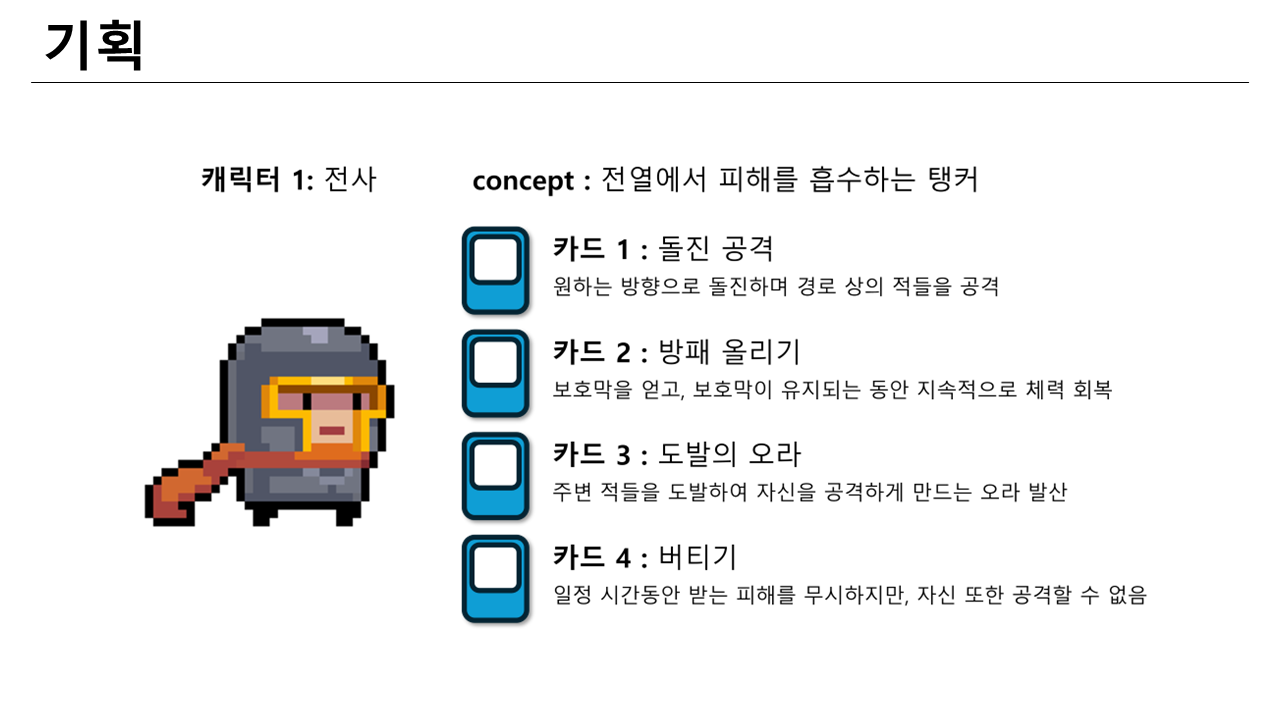 기획
캐릭터 1: 전사
concept : 전열에서 피해를 흡수하는 탱커
카드 1 : 돌진 공격
원하는 방향으로 돌진하며 경로 상의 적들을 공격
카드 2 : 방패 올리기
보호막을 얻고, 보호막이 유지되는 동안 지속적으로 체력 회복
카드 3 : 도발의 오라
주변 적들을 도발하여 자신을 공격하게 만드는 오라 발산
카드 4 : 버티기
일정 시간동안 받는 피해를 무시하지만, 자신 또한 공격할 수 없음